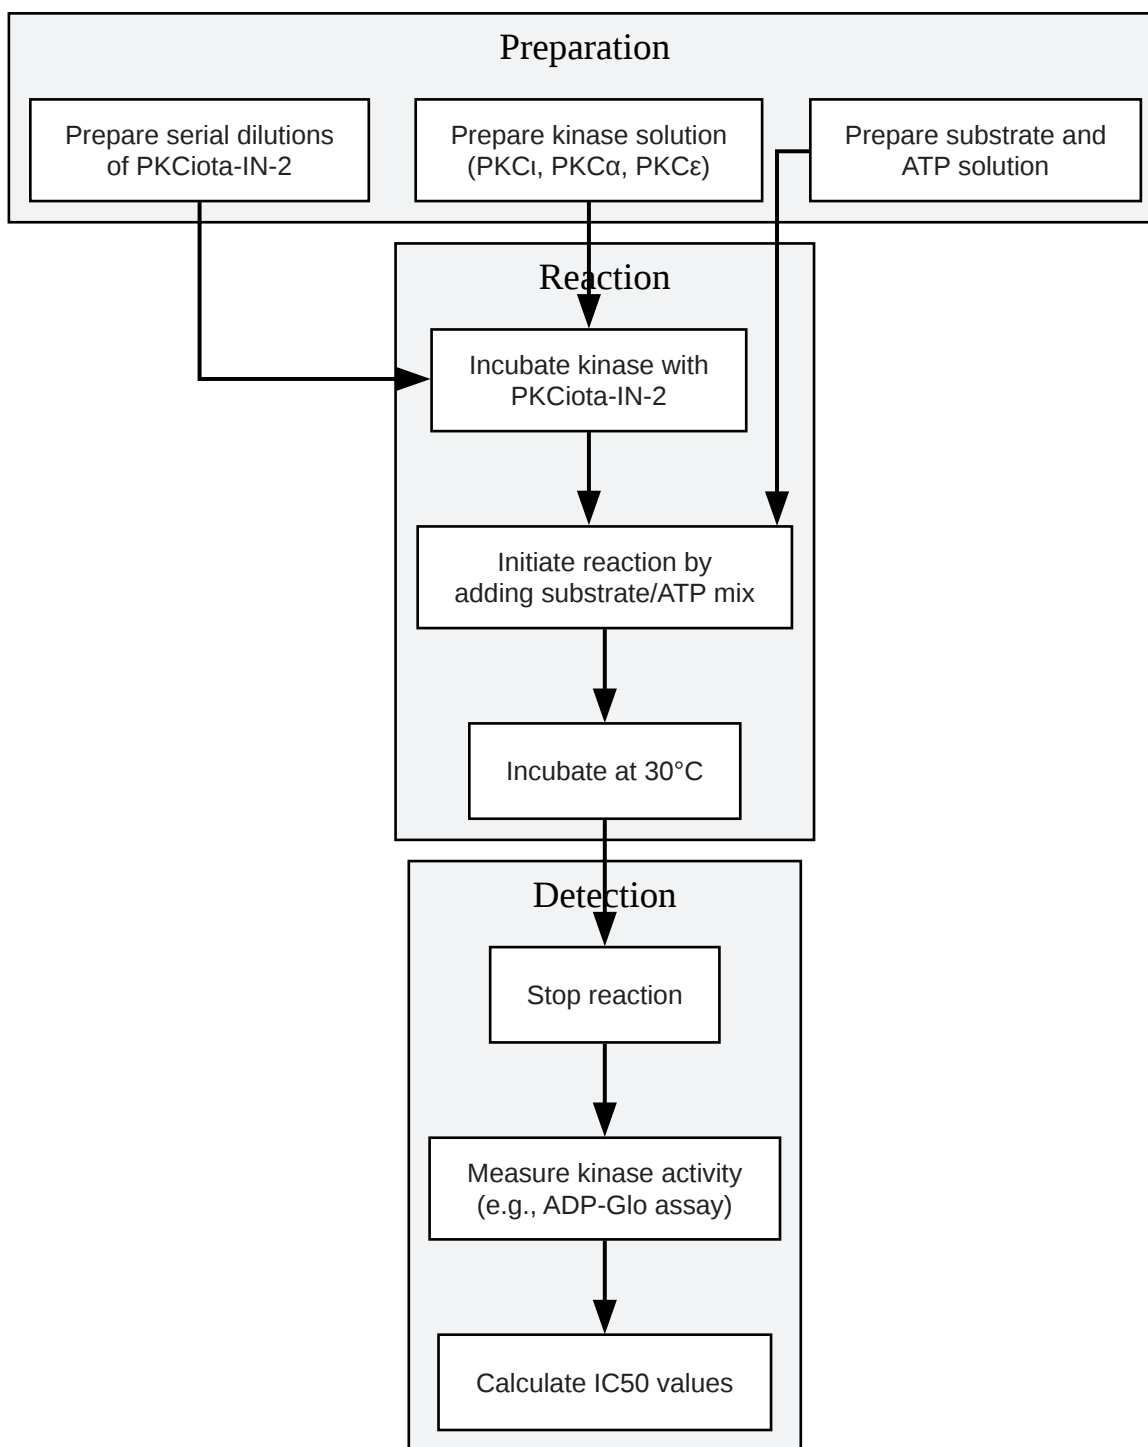 Preparation
Prepare serial dilutions
of PKCiota-IN-2
Prepare kinase solution
(PKCι, PKCα, PKCε)
Prepare substrate and
ATP solution
Reaction
Incubate kinase with
PKCiota-IN-2
Initiate reaction by
adding substrate/ATP mix
Incubate at 30°C
Detection
Stop reaction
Measure kinase activity
(e.g., ADP-Glo assay)
Calculate IC50 values